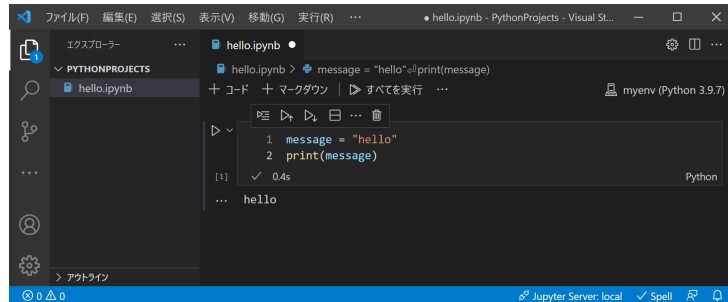 ファイル(F) 編集(E) 選択(S) 表示(V) 移動(G) 実行(R) ··· ● hello.ipynb - PythonProjects - Visual St...
エクスプローラー ···
PYTHONPROJECTS
hello.ipynb
アウトライン
hello.ipynb ●
hello.ipynb > message = "hello"⏎print(message)
+ コード + マークダウン | すべてを実行 ··· myenv (Python 3.9.7)
1 message = "hello"
2 print(message)
[1] ✓ 0.4s Python
··· hello
1
0 0 Jupyter Server: local ✓ Spell